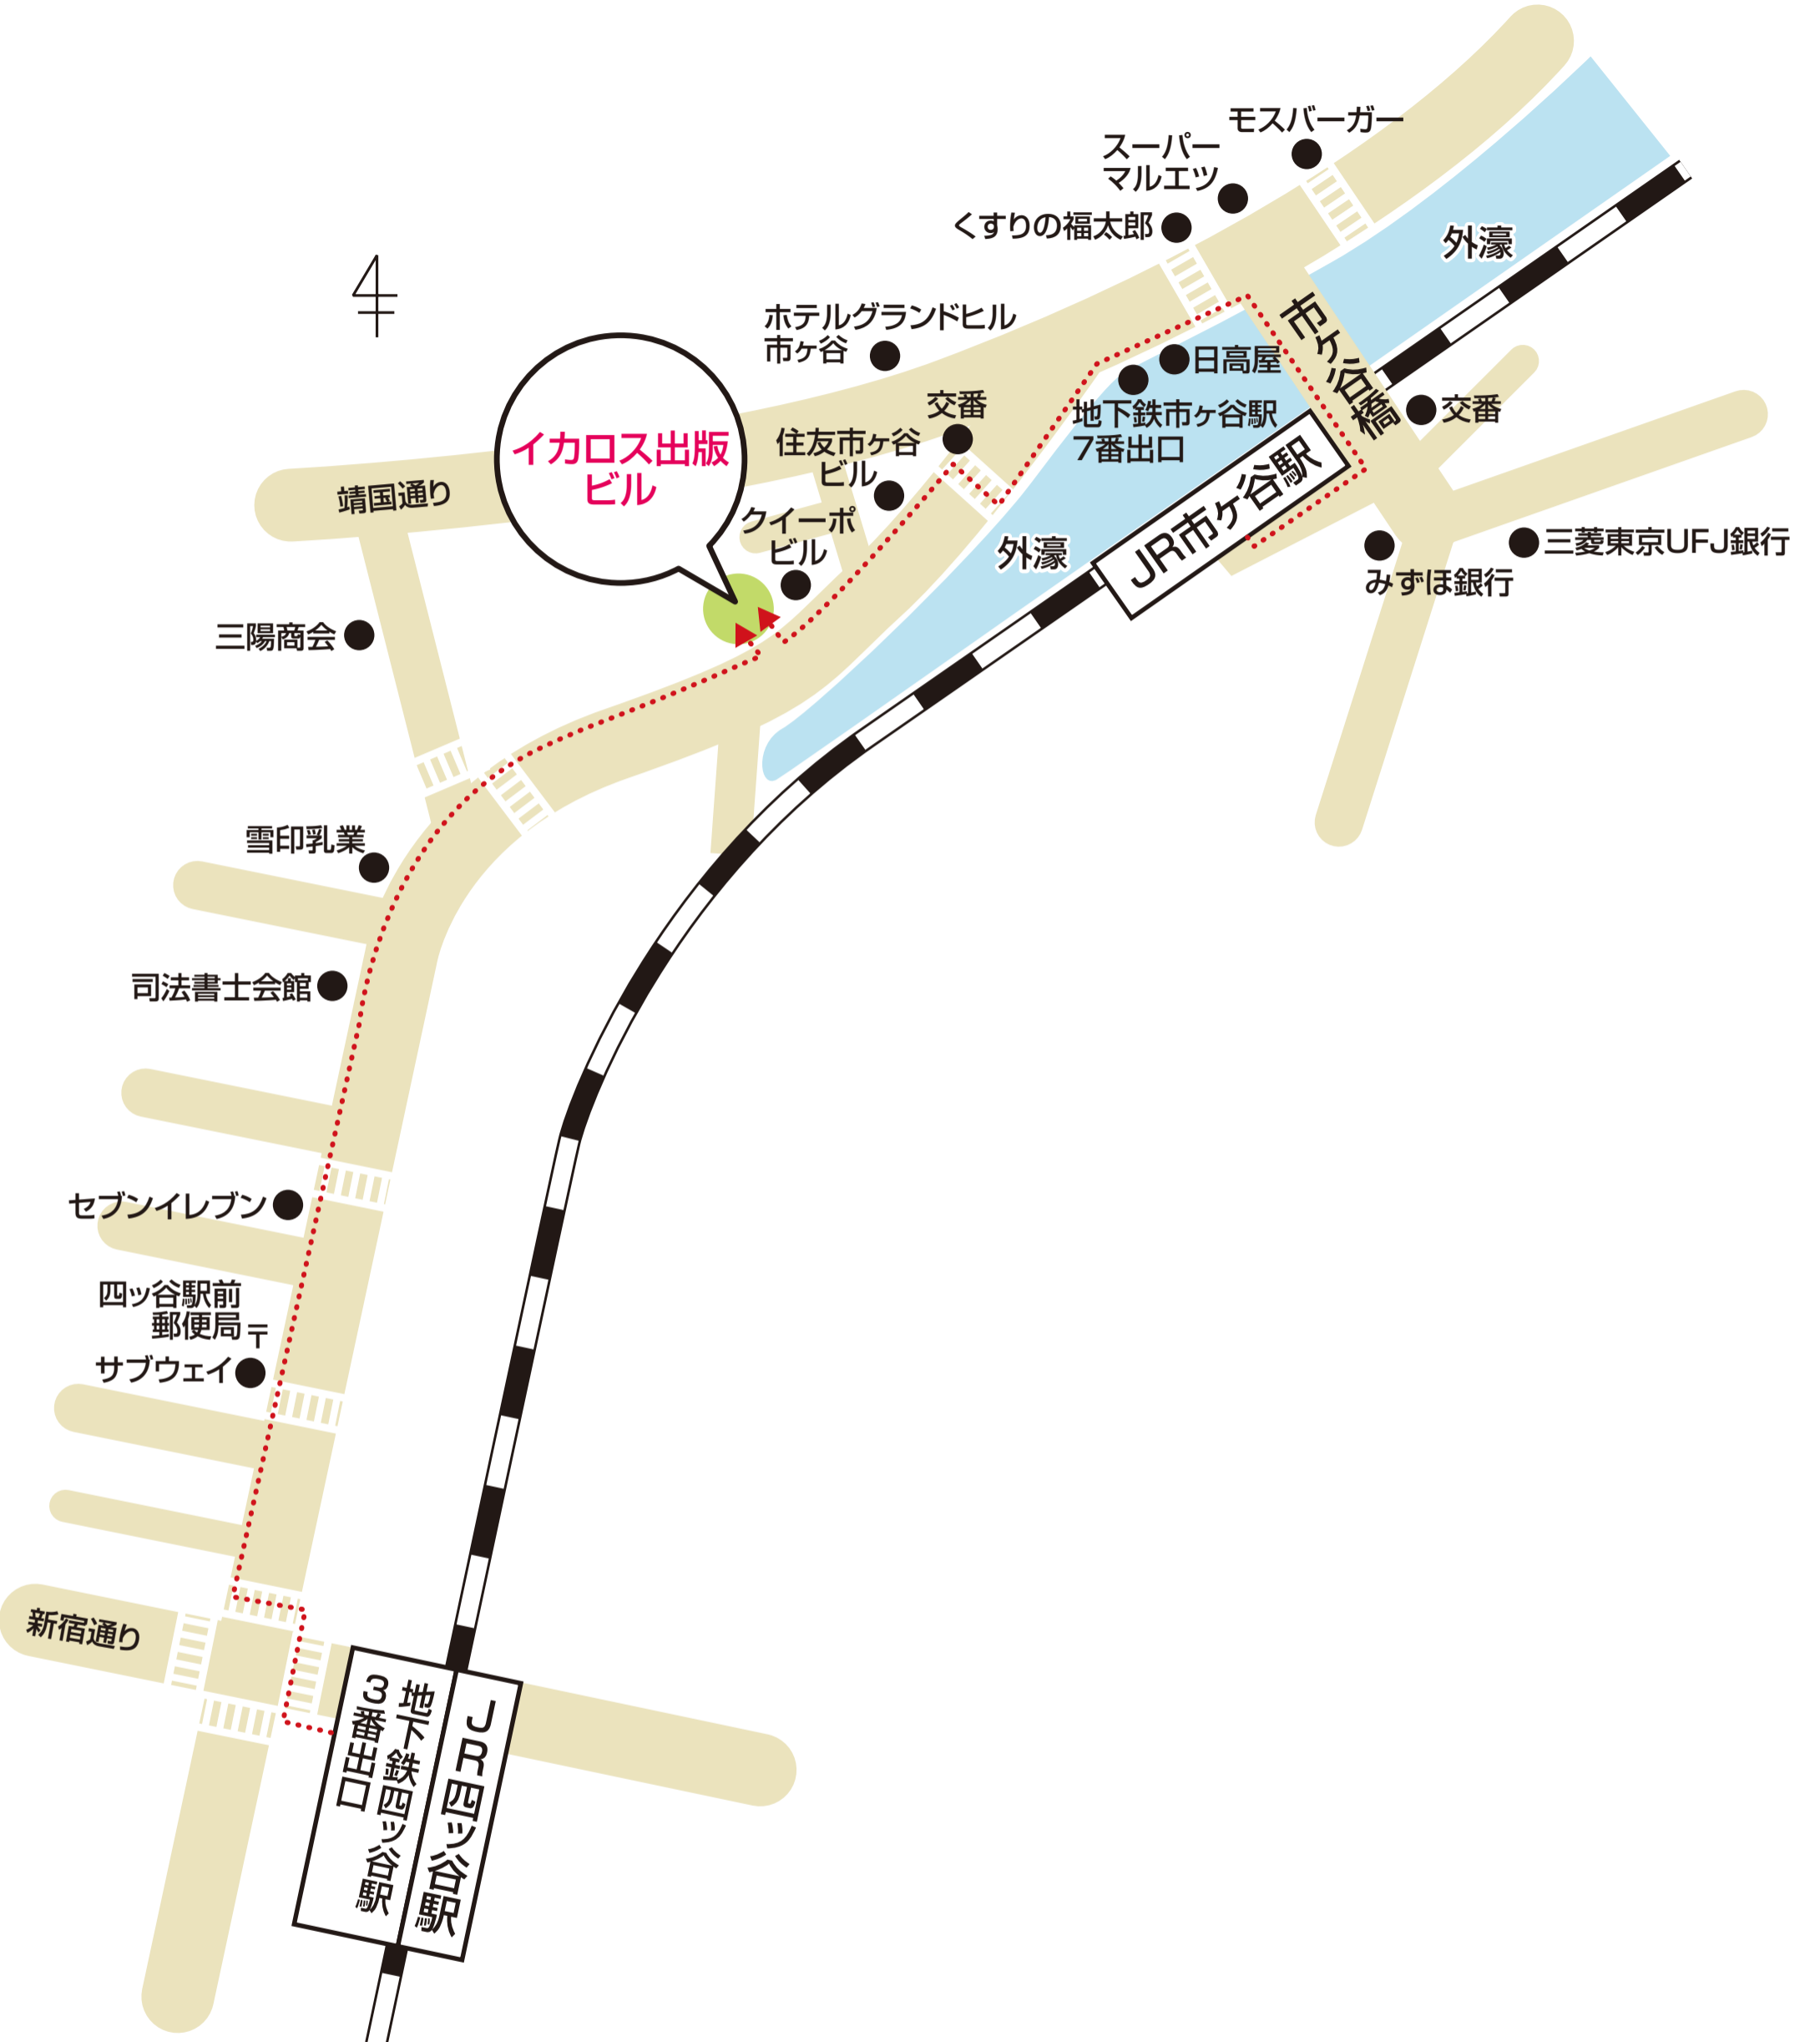 モスバーガー
スーパー
マルエツ
くすりの福太郎
外濠
ホテルグランドヒル
市ヶ谷
市ヶ谷橋
日高屋
交番
交番
地下鉄市ヶ谷駅
7番出口
イカロス出版
ビル
住友市ヶ谷
ビル
靖国通り
JR市ヶ谷駅
クイーポ
ビル
外濠
三菱東京UFJ銀行
みずほ銀行
三陽商会
雪印乳業
司法書士会館
セブンイレブン
四ッ谷駅前
郵便局〒
サブウェイ
新宿通り
地下鉄四ッ谷駅
3番出口
JR四ッ谷駅